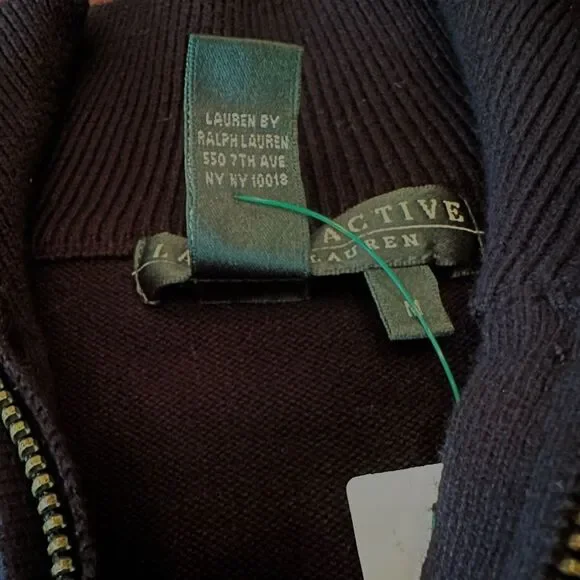 LAUREN BY
RALPH LAUREN
550 7TH AVE
NY NY 10018
ACTIVE
LAUREN
M